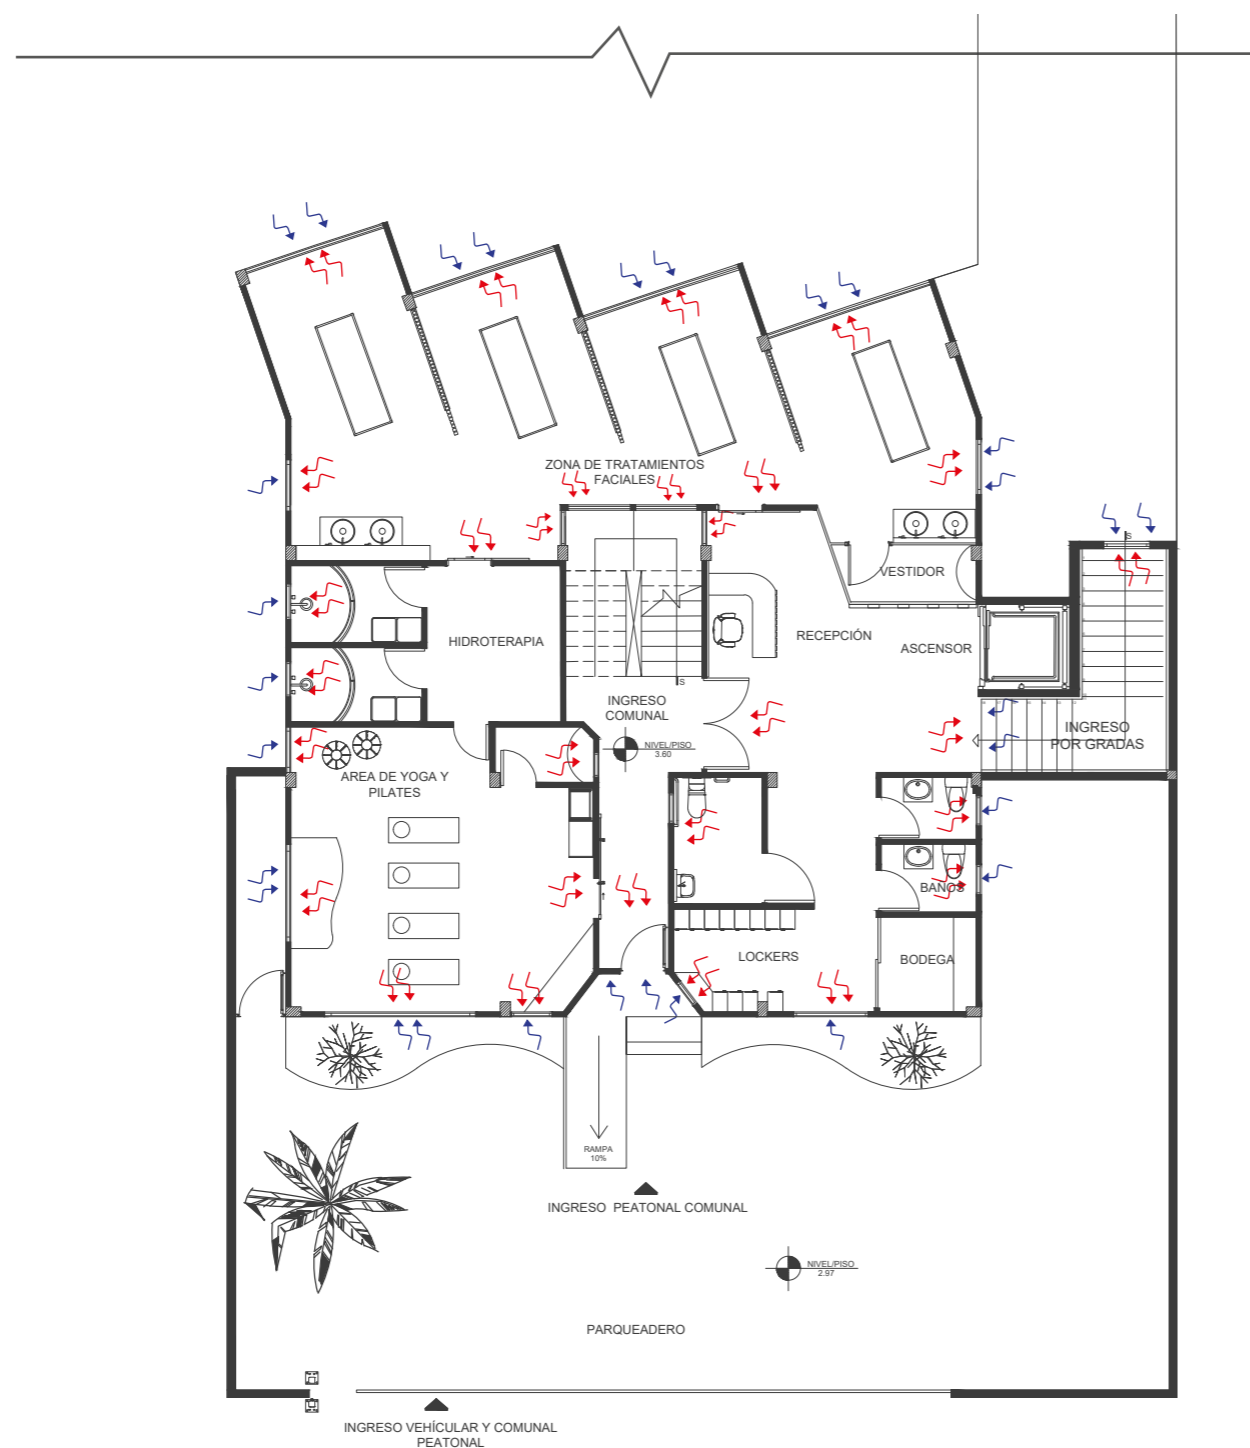 ZONA DE TRATAMIENTOS
FACIALES
S
VESTIDOR
HIDROTERAPIA
RECEPCIÓN
ASCENSOR
S
INGRESO
COMUNAL
INGRESO
POR GRADAS
NIVEL/PISO
3.60
AREA DE YOGA Y
PILATES
BAÑOS
LOCKERS
BODEGA
RAMPA
10%
INGRESO PEATONAL COMUNAL
NIVEL/PISO
2.97
PARQUEADERO
INGRESO VEHÍCULAR Y COMUNAL
PEATONAL